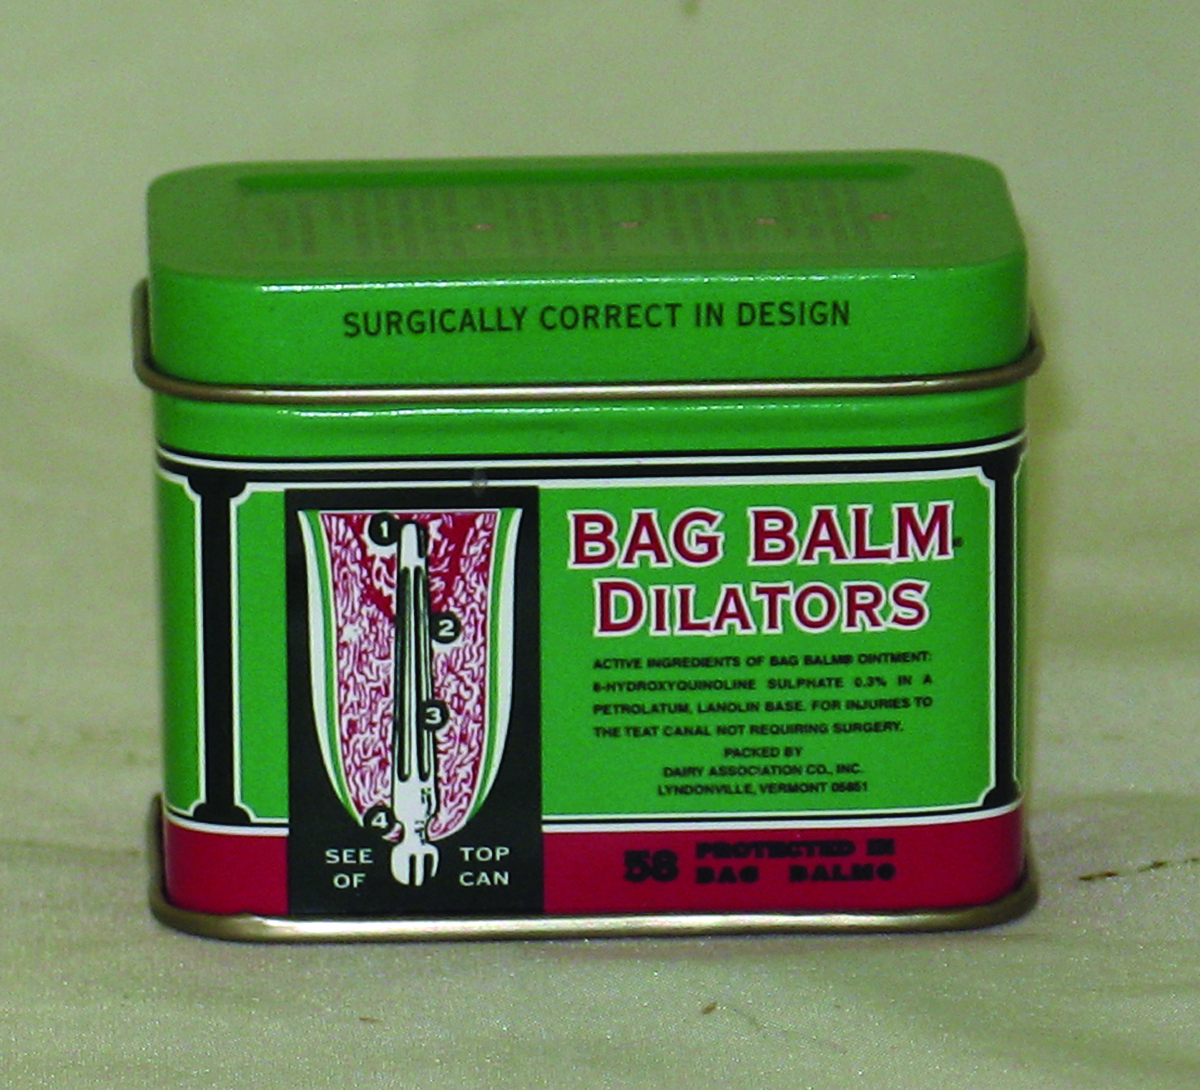 SURGICALLY CORRECT IN DESIGN
BAG BALM®
DILATORS
ACTIVE INGREDIENTS OF BAG BALM® OINTMENT:
8-HYDROXYQUINOLINE SULPHATE 0.3% IN A
PETROLATUM, LANOLIN BASE. FOR INJURIES TO
THE TEAT CANAL NOT REQUIRING SURGERY.
PACKED BY
DAIRY ASSOCIATION CO., INC.
LYNDONVILLE, VERMONT 05851
1
2
3
4
SEE TOP
OF CAN
PROTECTED IN
BAG BALM®